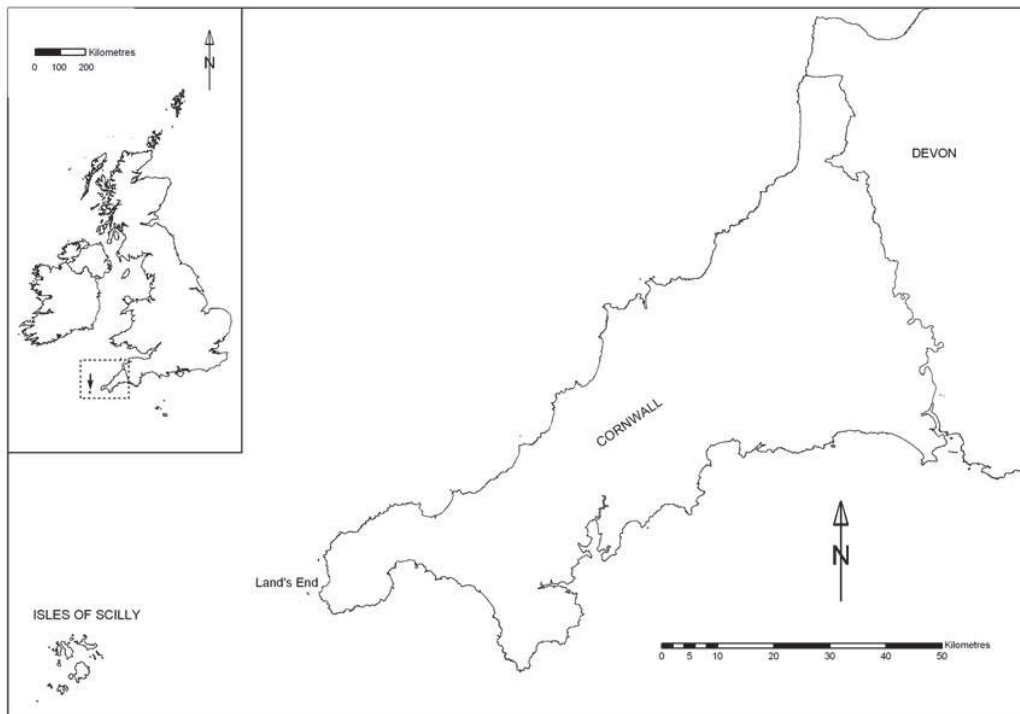 Kilometres
0 100 200
N
DEVON
CORNWALL
Land's End
N
ISLES OF SCILLY
Kilometres
0 5 10 20 30 40 50